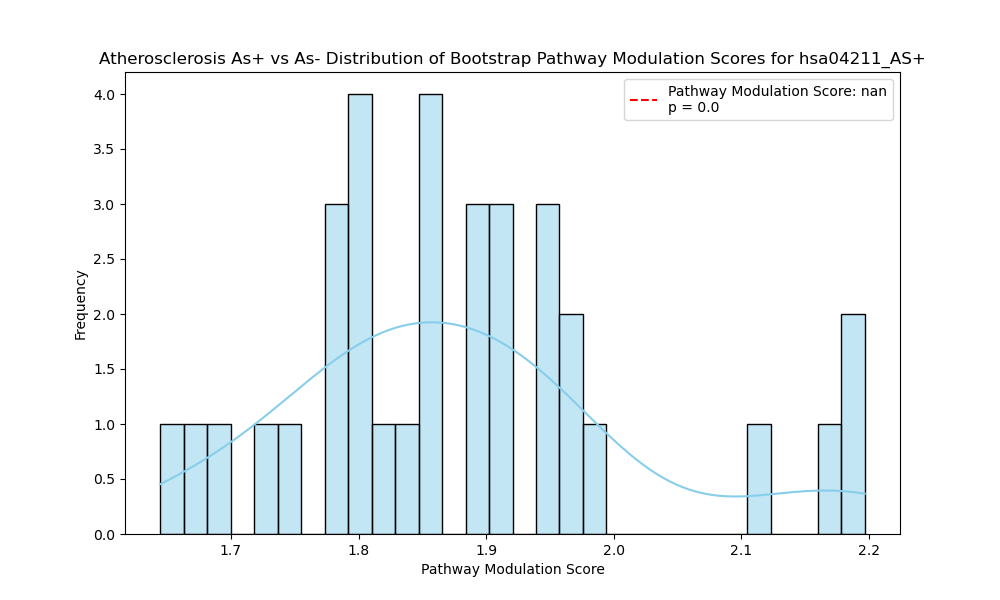 Atherosclerosis As+ vs As- Distribution of Bootstrap Pathway Modulation Scores for hsa04211_AS+
Pathway Modulation Score: nan
p = 0.0
4.0
3.5
3.0
2.5
2.0
1.5
1.0
0.5
0.0
Frequency
1.7 1.8 1.9 2.0 2.1 2.2
Pathway Modulation Score